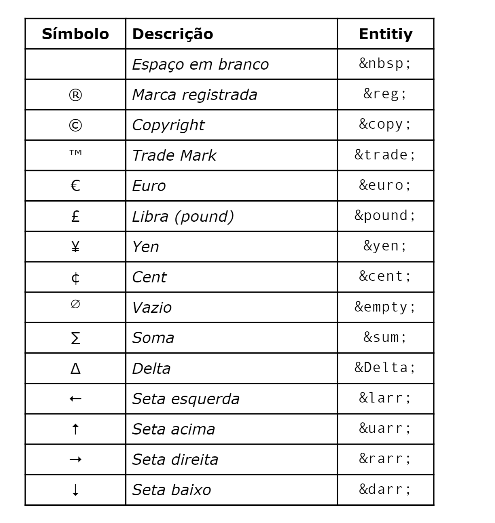 Símbolo Descrição Entitiy
Espaço em branco &nbsp;
® Marca registrada &reg;
© Copyright &copy;
™ Trade Mark &trade;
€ Euro &euro;
£ Libra (pound) &pound;
¥ Yen &yen;
¢ Cent &cent;
∅ Vazio &empty;
∑ Soma &sum;
Δ Delta &Delta;
← Seta esquerda &larr;
↑ Seta acima &uarr;
→ Seta direita &rarr;
↓ Seta baixo &darr;